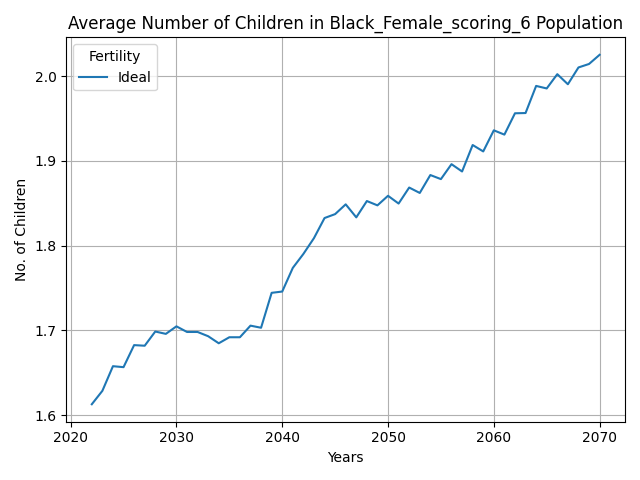 Average Number of Children in Black_Female_scoring_6 Population
Fertility
Ideal
No. of Children
2.0
1.9
1.8
1.7
1.6
2020 2030 2040 2050 2060 2070
Years